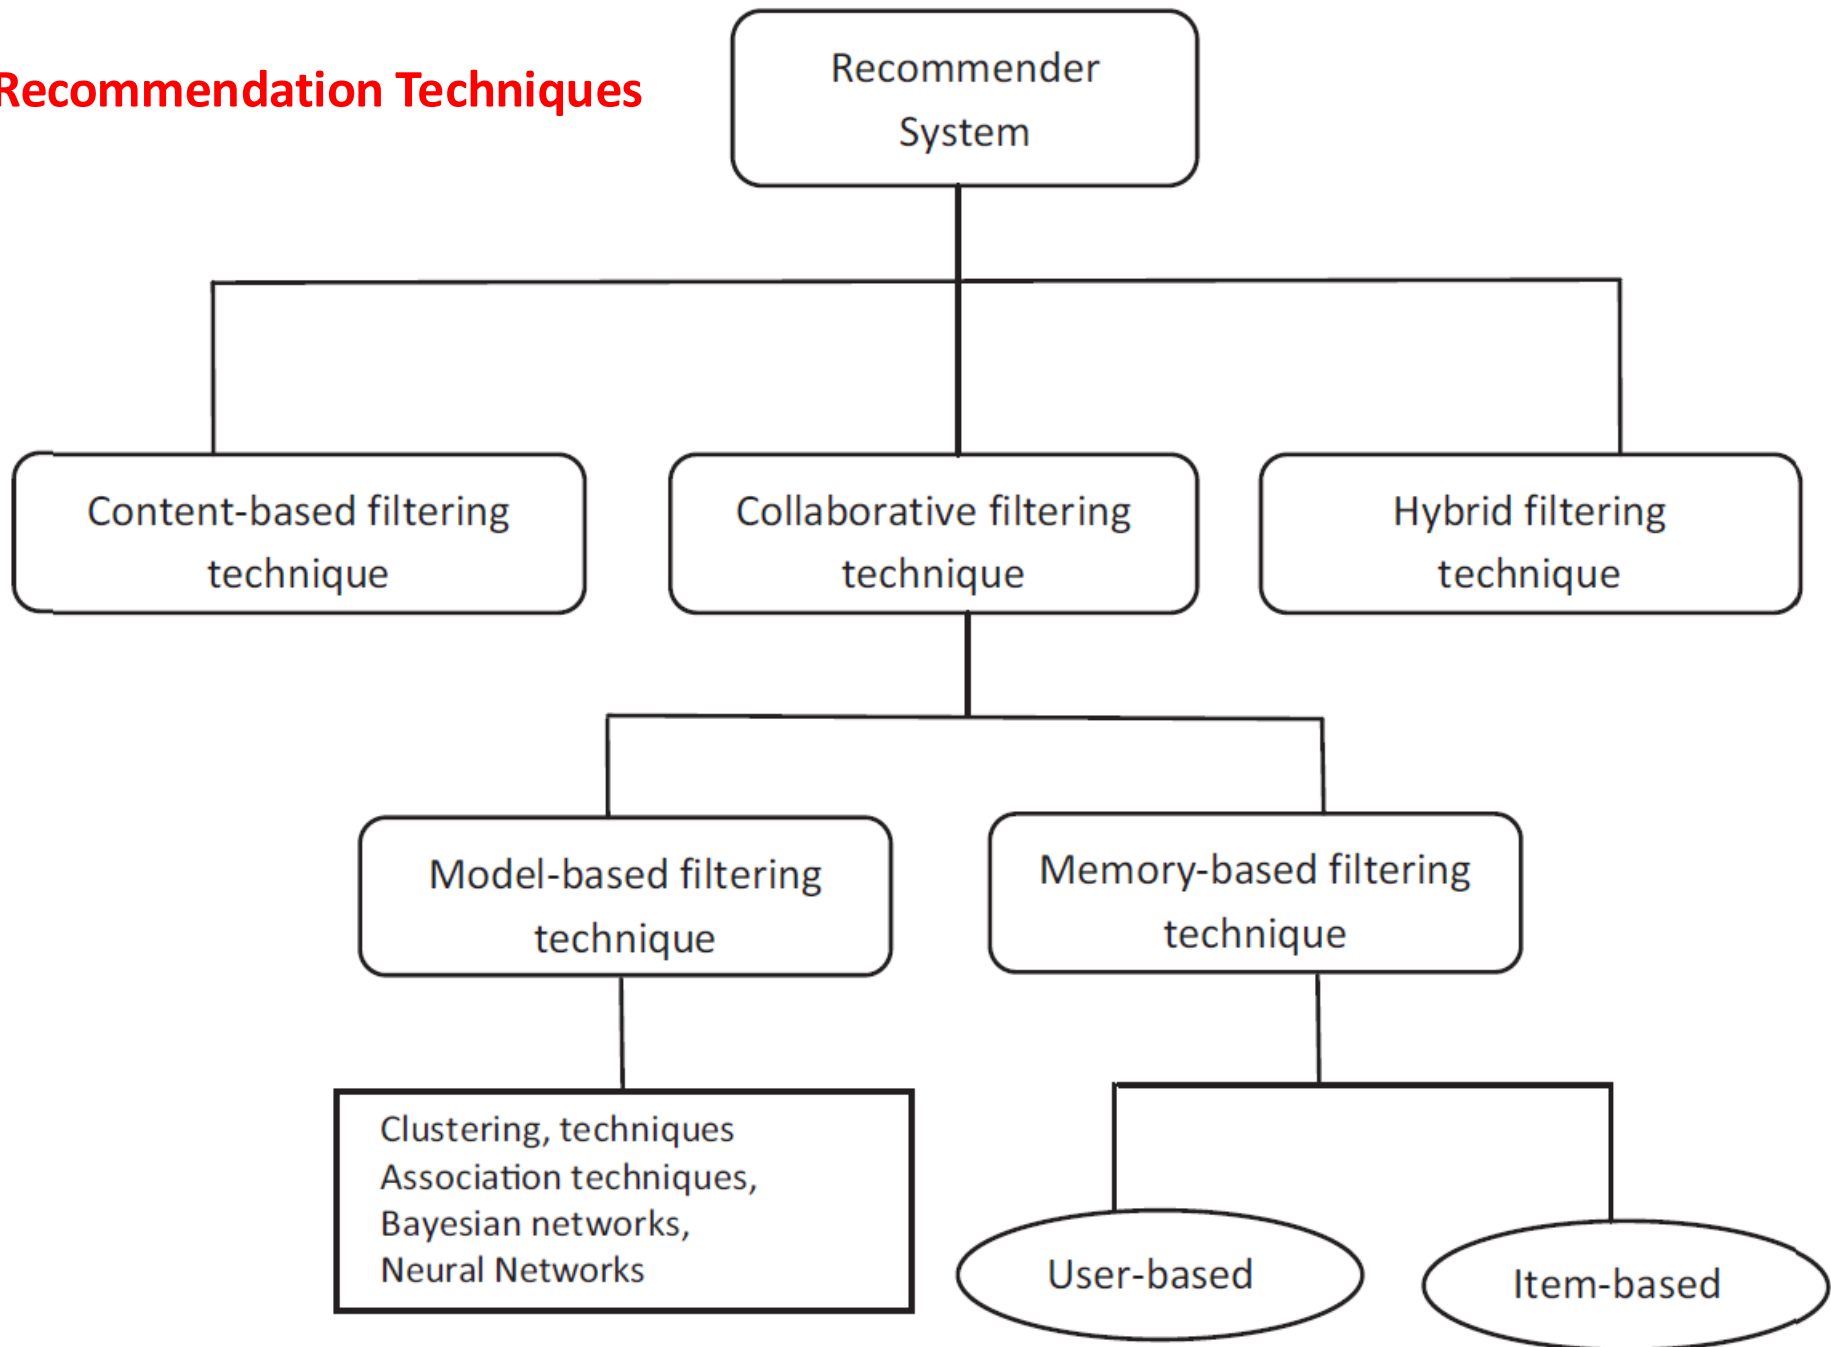 Recommendation Techniques
Recommender
System
Content-based filtering
technique
Collaborative filtering
technique
Hybrid filtering
technique
Model-based filtering
technique
Memory-based filtering
technique
Clustering, techniques
Association techniques,
Bayesian networks,
Neural Networks
User-based
Item-based